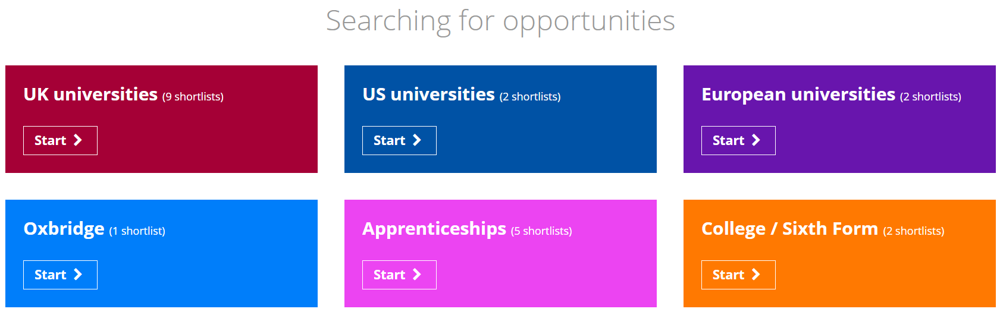 Searching for opportunities
UK universities (9 shortlists)
Start
US universities (2 shortlists)
Start
European universities (2 shortlists)
Start
Oxbridge (1 shortlist)
Start
Apprenticeships (5 shortlists)
Start
College / Sixth Form (2 shortlists)
Start